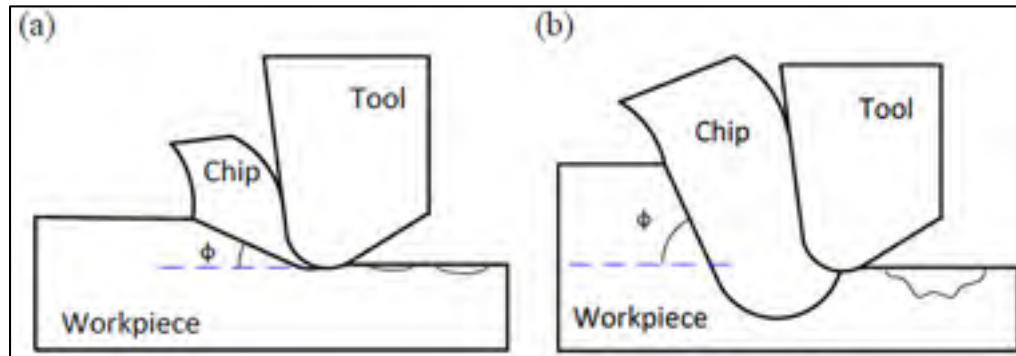 (a)
Tool
Chip
ϕ
Workpiece
(b)
Chip
Tool
ϕ
Workpiece